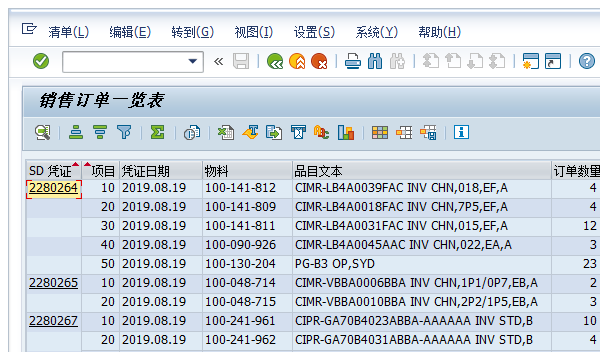 清单(L) 编辑(E) 转到(G) 视图(I) 设置(S) 系统(Y) 帮助(H)
销售订单一览表
SD 凭证 项目 凭证日期 物料 品目文本 订单数量
2280264 10 2019.08.19 100-141-812 CIMR-LB4A0039FAC INV CHN,018,EF,A 4
20 2019.08.19 100-141-809 CIMR-LB4A0018FAC INV CHN,7P5,EF,A 4
30 2019.08.19 100-141-811 CIMR-LB4A0031FAC INV CHN,015,EF,A 12
40 2019.08.19 100-090-926 CIMR-LB4A0045AAC INV CHN,022,EA,A 3
50 2019.08.19 100-130-204 PG-B3 OP,SYD 23
2280265 10 2019.08.19 100-048-714 CIMR-VBBA0006BBA INV CHN,1P1/0P7,EB,A 2
20 2019.08.19 100-048-715 CIMR-VBBA0010BBA INV CHN,2P2/1P5,EB,A 3
2280267 10 2019.08.19 100-241-961 CIPR-GA70B4023ABBA-AAAAAA INV STD,B 10
20 2019.08.19 100-241-962 CIPR-GA70B4031ABBA-AAAAAA INV STD,B 4